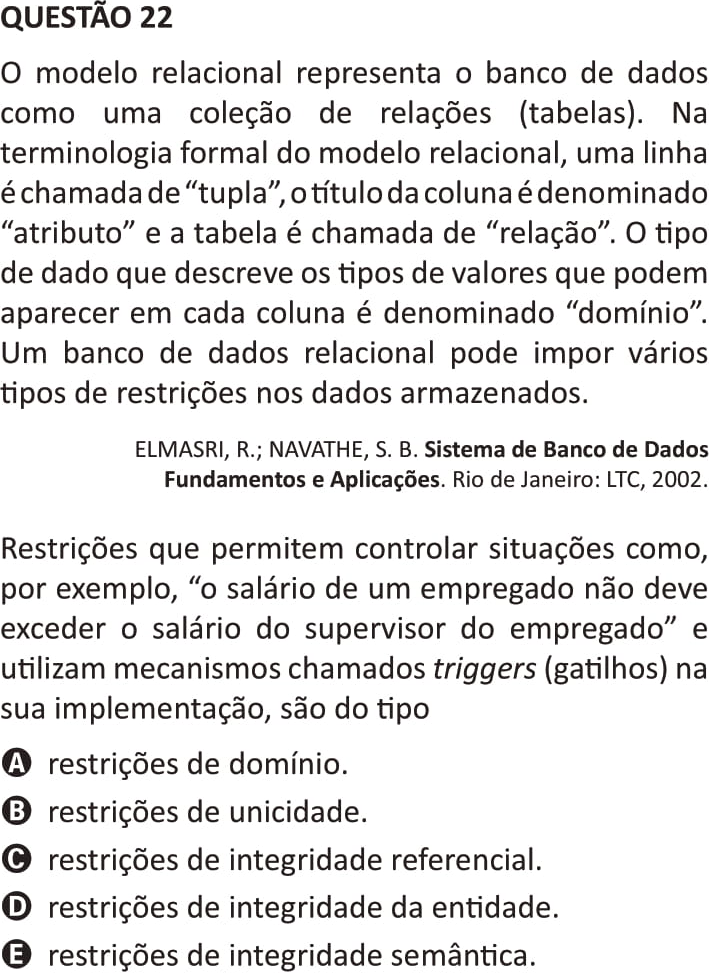 QUESTÃO 22
O modelo relacional representa o banco de dados
como uma coleção de relações (tabelas). Na
terminologia formal do modelo relacional, uma linha
é chamada de “tupla”, o título da coluna é denominado
“atributo” e a tabela é chamada de “relação”. O tipo
de dado que descreve os tipos de valores que podem
aparecer em cada coluna é denominado “domínio”.
Um banco de dados relacional pode impor vários
tipos de restrições nos dados armazenados.
ELMASRI, R.; NAVATHE, S. B. Sistema de Banco de Dados
Fundamentos e Aplicações. Rio de Janeiro: LTC, 2002.
Restrições que permitem controlar situações como,
por exemplo, “o salário de um empregado não deve
exceder o salário do supervisor do empregado” e
utilizam mecanismos chamados triggers (gatilhos) na
sua implementação, são do tipo
A restrições de domínio.
B restrições de unicidade.
C restrições de integridade referencial.
D restrições de integridade da entidade.
E restrições de integridade semântica.